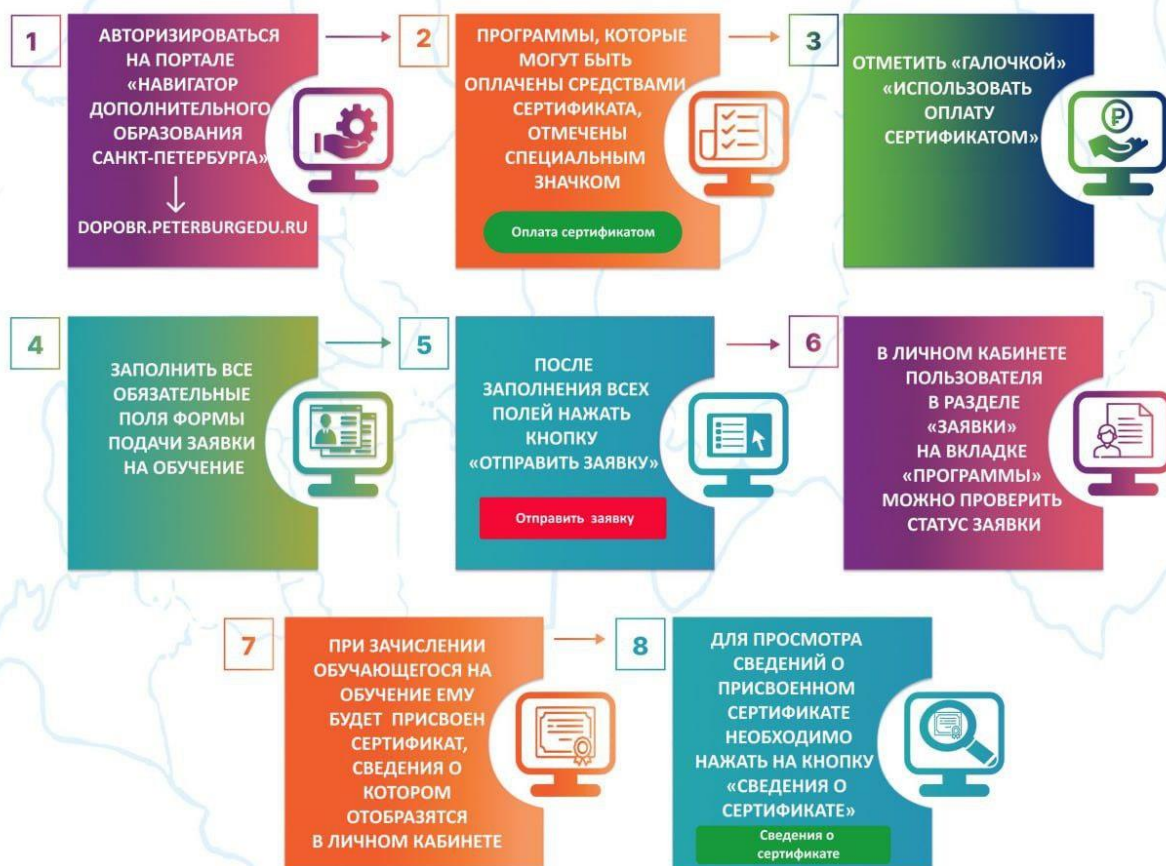 1
АВТОРИЗИРОВАТЬСЯ
НА ПОРТАЛЕ
«НАВИГАТОР
ДОПОЛНИТЕЛЬНОГО
ОБРАЗОВАНИЯ
САНКТ-ПЕТЕРБУРГА»
DOPOBR.PETERBURGEDU.RU
2
ПРОГРАММЫ, КОТОРЫЕ
МОГУТ БЫТЬ
ОПЛАЧЕНЫ СРЕДСТВАМИ
СЕРТИФИКАТА,
ОТМЕЧЕНЫ
СПЕЦИАЛЬНЫМ
ЗНАЧКОМ
Оплата сертификатом
3
ОТМЕТИТЬ «ГАЛОЧКОЙ»
«ИСПОЛЬЗОВАТЬ
ОПЛАТУ
СЕРТИФИКАТОМ»
4
ЗАПОЛНИТЬ ВСЕ
ОБЯЗАТЕЛЬНЫЕ
ПОЛЯ ФОРМЫ
ПОДАЧИ ЗАЯВКИ
НА ОБУЧЕНИЕ
5
ПОСЛЕ
ЗАПОЛНЕНИЯ ВСЕХ
ПОЛЕЙ НАЖАТЬ
КНОПКУ
«ОТПРАВИТЬ ЗАЯВКУ»
Отправить заявку
6
В ЛИЧНОМ КАБИНЕТЕ
ПОЛЬЗОВАТЕЛЯ
В РАЗДЕЛЕ
«ЗАЯВКИ»
НА ВКЛАДКЕ
«ПРОГРАММЫ»
МОЖНО ПРОВЕРИТЬ
СТАТУС ЗАЯВКИ
7
ПРИ ЗАЧИСЛЕНИИ
ОБУЧАЮЩЕГОСЯ НА
ОБУЧЕНИЕ ЕМУ
БУДЕТ ПРИСВОЕН
СЕРТИФИКАТ,
СВЕДЕНИЯ О
КОТОРОМ
ОТОБРАЗЯТСЯ
В ЛИЧНОМ КАБИНЕТЕ
8
ДЛЯ ПРОСМОТРА
СВЕДЕНИЙ О
ПРИСВОЕННОМ
СЕРТИФИКАТЕ
НЕОБХОДИМО
НАЖАТЬ НА КНОПКУ
«СВЕДЕНИЯ О
СЕРТИФИКАТЕ»
Сведения о
сертификате